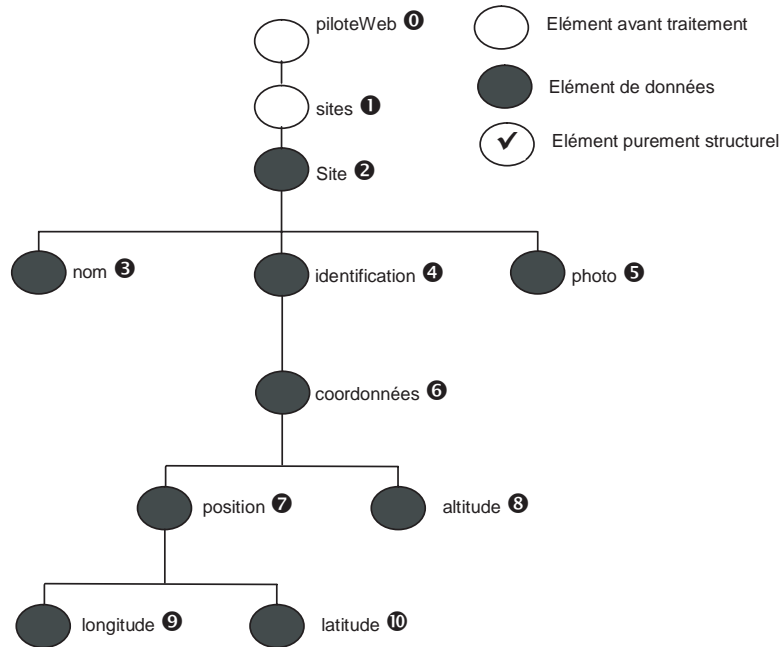 piloteWeb ⓿
Elément avant traitement
sites ❶
Elément de données
Elément purement structurel
Site ❷
nom ❸
identification ❹
photo ❺
coordonnées ❻
position ❼
altitude ❽
longitude ❾
latitude ❿